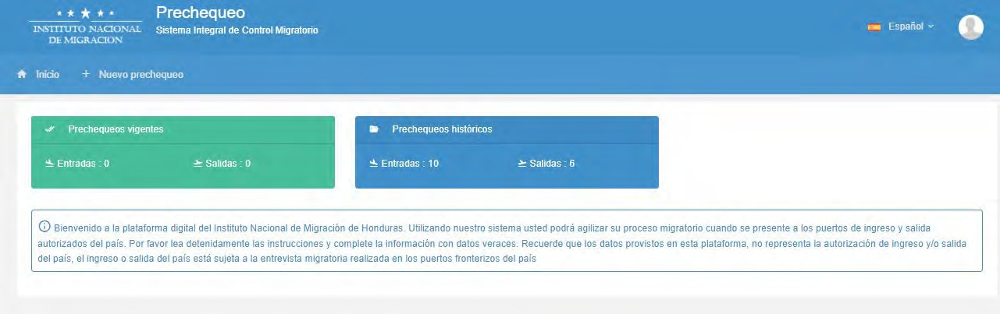 Prechequeo
INSTITUTO NACIONAL
DE MIGRACION
Sistema Integral de Control Migratorio
Español
Inicio
+ Nuevo prechequeo
Prechequeos vigentes
Entradas : 0
Salidas : 0
Prechequeos históricos
Entradas : 10
Salidas : 6
Bienvenido a la plataforma digital del Instituto Nacional de Migración de Honduras. Utilizando nuestro sistema usted podrá agilizar su proceso migratorio cuando se presente a los puertos de ingreso y salida
autorizados del país. Por favor lea detenidamente las instrucciones y complete la información con datos veraces. Recuerde que los datos provistos en esta plataforma, no representa la autorización de ingreso y/o salida
del país, el ingreso o salida del país está sujeta a la entrevista migratoria realizada en los puertos fronterizos del país